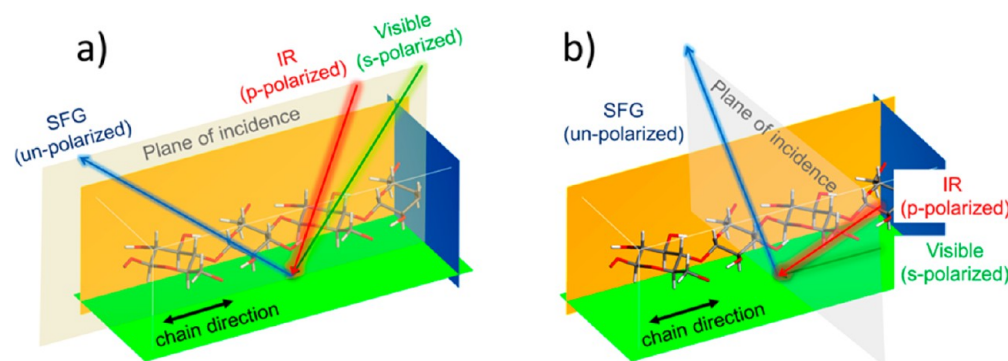 a)
IR
(p-polarized)
Visible
(s-polarized)
SFG
(un-polarized)
Plane of incidence
chain direction
b)
SFG
(un-polarized)
Plane of incidence
IR
(p-polarized)
Visible
(s-polarized)
chain direction